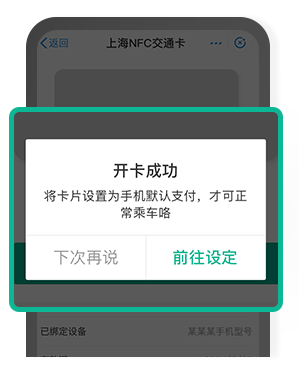 返回 上海NFC交通卡
开卡成功
将卡片设置为手机默认支付，才可正
常乘车咯
下次再说 前往设定
已绑定设备 某某某手机型号